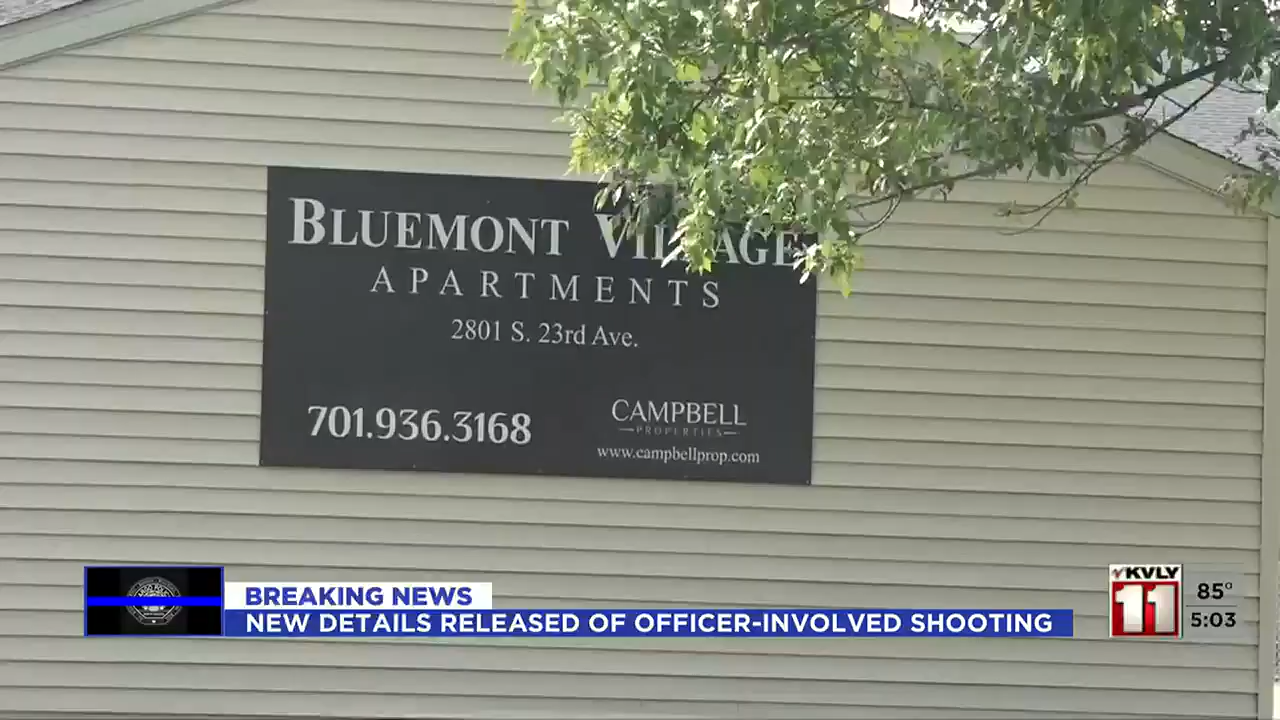 BLUEMONT VILLAGE
APARTMENTS
2801 S. 23rd Ave.
701.936.3168
CAMPBELL
PROPERTIES
www.campbellprop.com
BREAKING NEWS
NEW DETAILS RELEASED OF OFFICER-INVOLVED SHOOTING
KVLY
11
85°
5:03